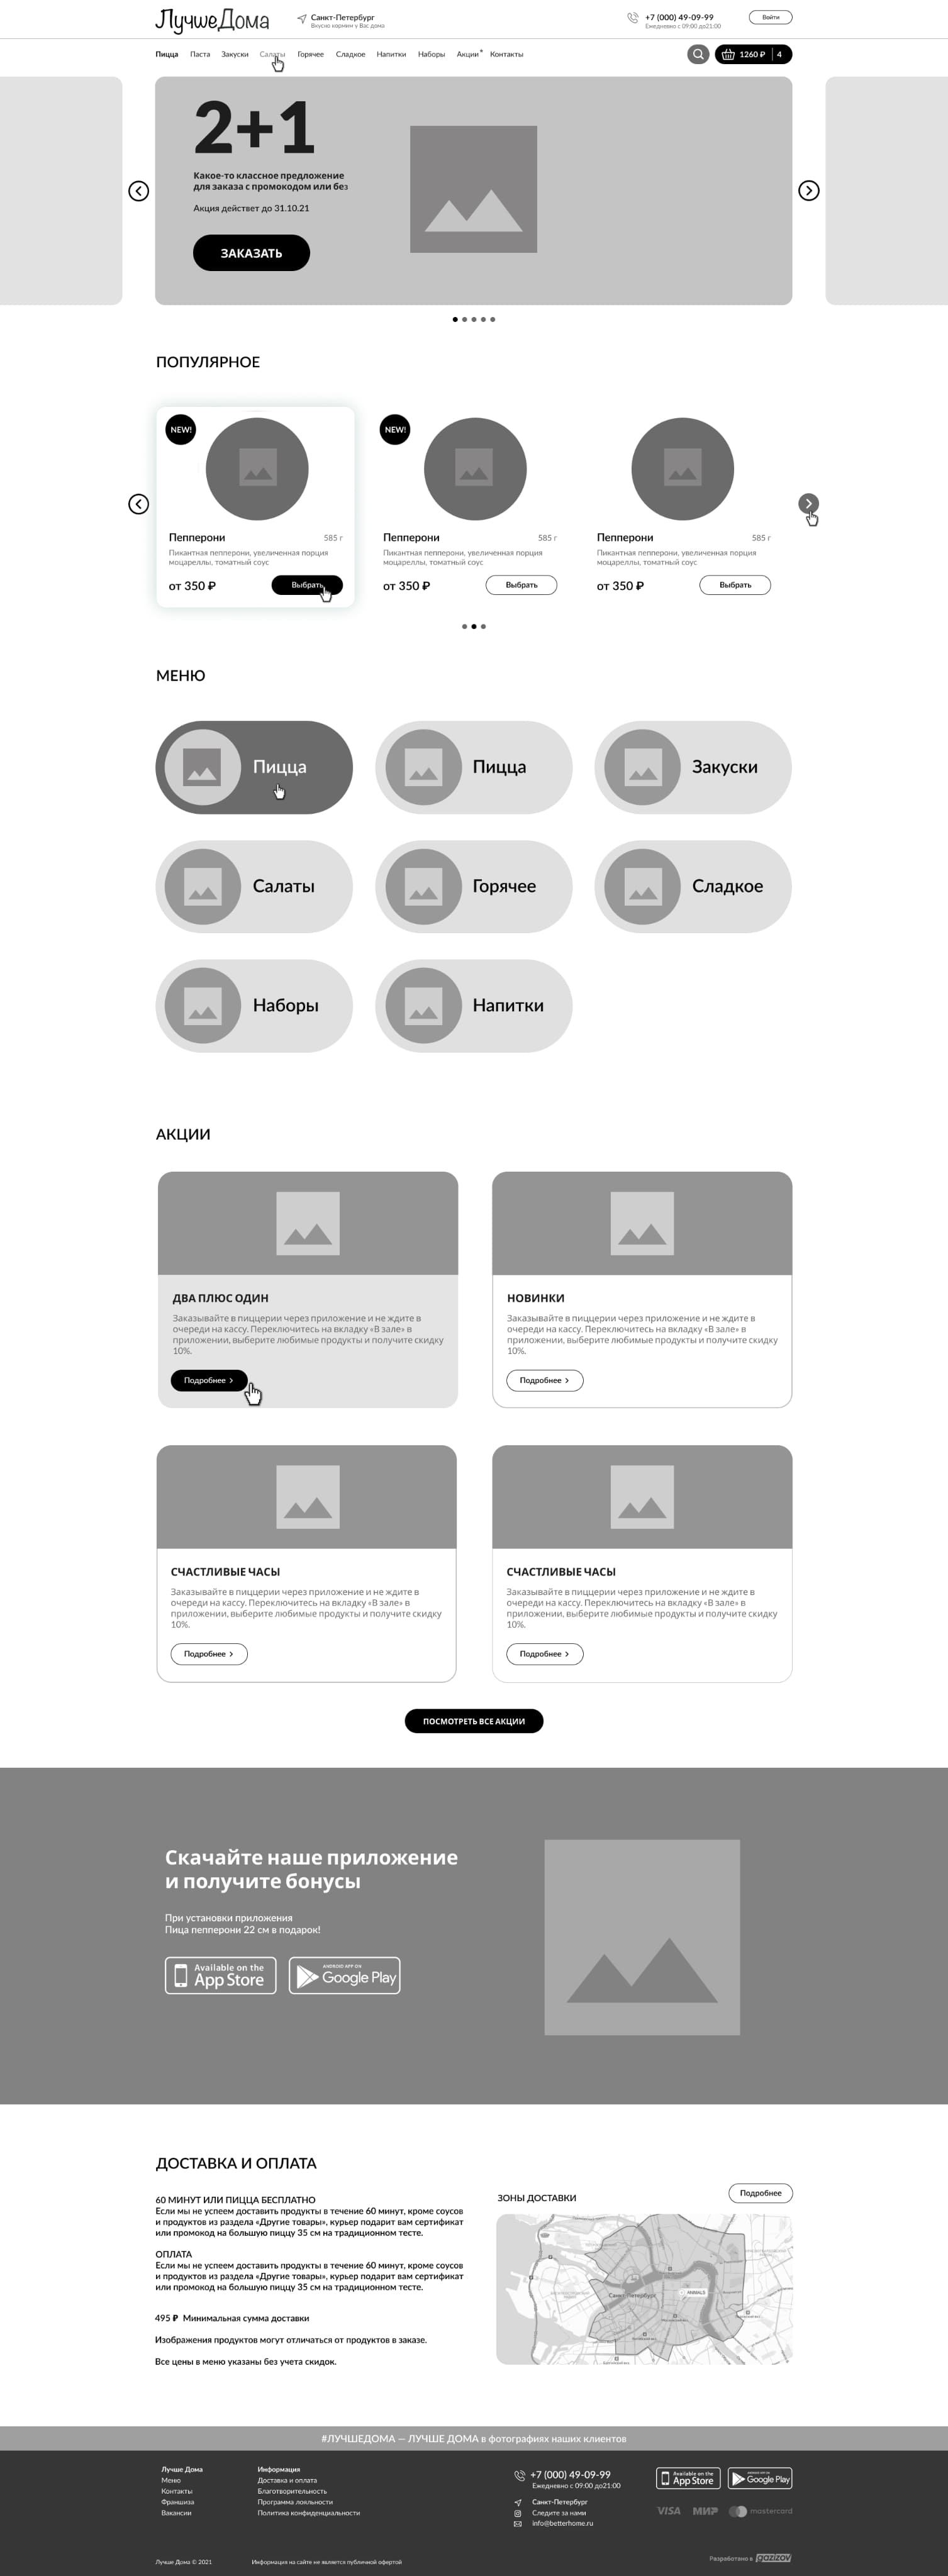 ЛучшеДома
Санкт-Петербург
Вкусно кормим у Вас дома
+7 (000) 49-09-99
Ежедневно с 09:00 до21:00
Войти
Пицца Паста Закуски Салаты Горячее Сладкое Напитки Наборы Акции Контакты
1260 ₽ 4
2+1
Какое-то классное предложение
для заказа с промокодом или без
Акция действет до 31.10.21
ЗАКАЗАТЬ
ПОПУЛЯРНОЕ
NEW!
Пепперони 585 г
Пикантная пепперони, увеличенная порция
моцареллы, томатный соус
от 350 ₽ Выбрать
NEW!
Пепперони 585 г
Пикантная пепперони, увеличенная порция
моцареллы, томатный соус
от 350 ₽ Выбрать
Пепперони 585 г
Пикантная пепперони, увеличенная порция
моцареллы, томатный соус
от 350 ₽ Выбрать
МЕНЮ
Пицца
Пицца
Закуски
Салаты
Горячее
Сладкое
Наборы
Напитки
АКЦИИ
ДВА ПЛЮС ОДИН
Заказывайте в пиццерии через приложение и не ждите в
очереди на кассу. Переключитесь на вкладку «В зале» в
приложении, выберите любимые продукты и получите скидку
10%.
Подробнее
НОВИНКИ
Заказывайте в пиццерии через приложение и не ждите в
очереди на кассу. Переключитесь на вкладку «В зале» в
приложении, выберите любимые продукты и получите скидку
10%.
Подробнее
СЧАСТЛИВЫЕ ЧАСЫ
Заказывайте в пиццерии через приложение и не ждите в
очереди на кассу. Переключитесь на вкладку «В зале» в
приложении, выберите любимые продукты и получите скидку
10%.
Подробнее
СЧАСТЛИВЫЕ ЧАСЫ
Заказывайте в пиццерии через приложение и не ждите в
очереди на кассу. Переключитесь на вкладку «В зале» в
приложении, выберите любимые продукты и получите скидку
10%.
Подробнее
ПОСМОТРЕТЬ ВСЕ АКЦИИ
Скачайте наше приложение
и получите бонусы
При установки приложения
Пица пепперони 22 см в подарок!
Available on the
App Store
ANDROID APP ON
Google Play
ДОСТАВКА И ОПЛАТА
60 МИНУТ ИЛИ ПИЦЦА БЕСПЛАТНО
Если мы не успеем доставить продукты в течение 60 минут, кроме соусов
и продуктов из раздела «Другие товары», курьер подарит вам сертификат
или промокод на большую пиццу 35 см на традиционном тесте.
ОПЛАТА
Если мы не успеем доставить продукты в течение 60 минут, кроме соусов
и продуктов из раздела «Другие товары», курьер подарит вам сертификат
или промокод на большую пиццу 35 см на традиционном тесте.
495 ₽ Минимальная сумма доставки
Изображения продуктов могут отличаться от продуктов в заказе.
Все цены в меню указаны без учета скидок.
ЗОНЫ ДОСТАВКИ
Подробнее
Санкт-Петербург
ANIMALS
#ЛУЧШЕДОМА — ЛУЧШЕ ДОМА в фотографиях наших клиентов
Лучше Дома
Меню
Контакты
Франшиза
Вакансии
Информация
Доставка и оплата
Благотворительность
Программа лояльности
Политика конфиденциальности
+7 (000) 49-09-99
Ежедневно с 09:00 до21:00
Санкт-Петербург
Следите за нами
info@betterhome.ru
Available on the
App Store
ANDROID APP ON
Google Play
VISA МИР mastercard
Лучше Дома © 2021
Информация на сайте не является публичной офертой
Разработано в gazizov